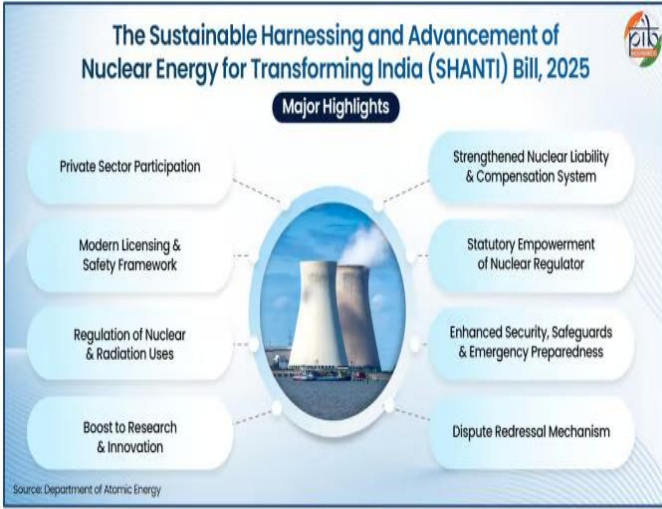 The Sustainable Harnessing and Advancement of
Nuclear Energy for Transforming India (SHANTI) Bill, 2025
pib
Major Highlights
Private Sector Participation
Modern Licensing &
Safety Framework
Regulation of Nuclear
& Radiation Uses
Boost to Research
& Innovation
Strengthened Nuclear Liability
& Compensation System
Statutory Empowerment
of Nuclear Regulator
Enhanced Security, Safeguards
& Emergency Preparedness
Dispute Redressal Mechanism
Source: Department of Atomic Energy